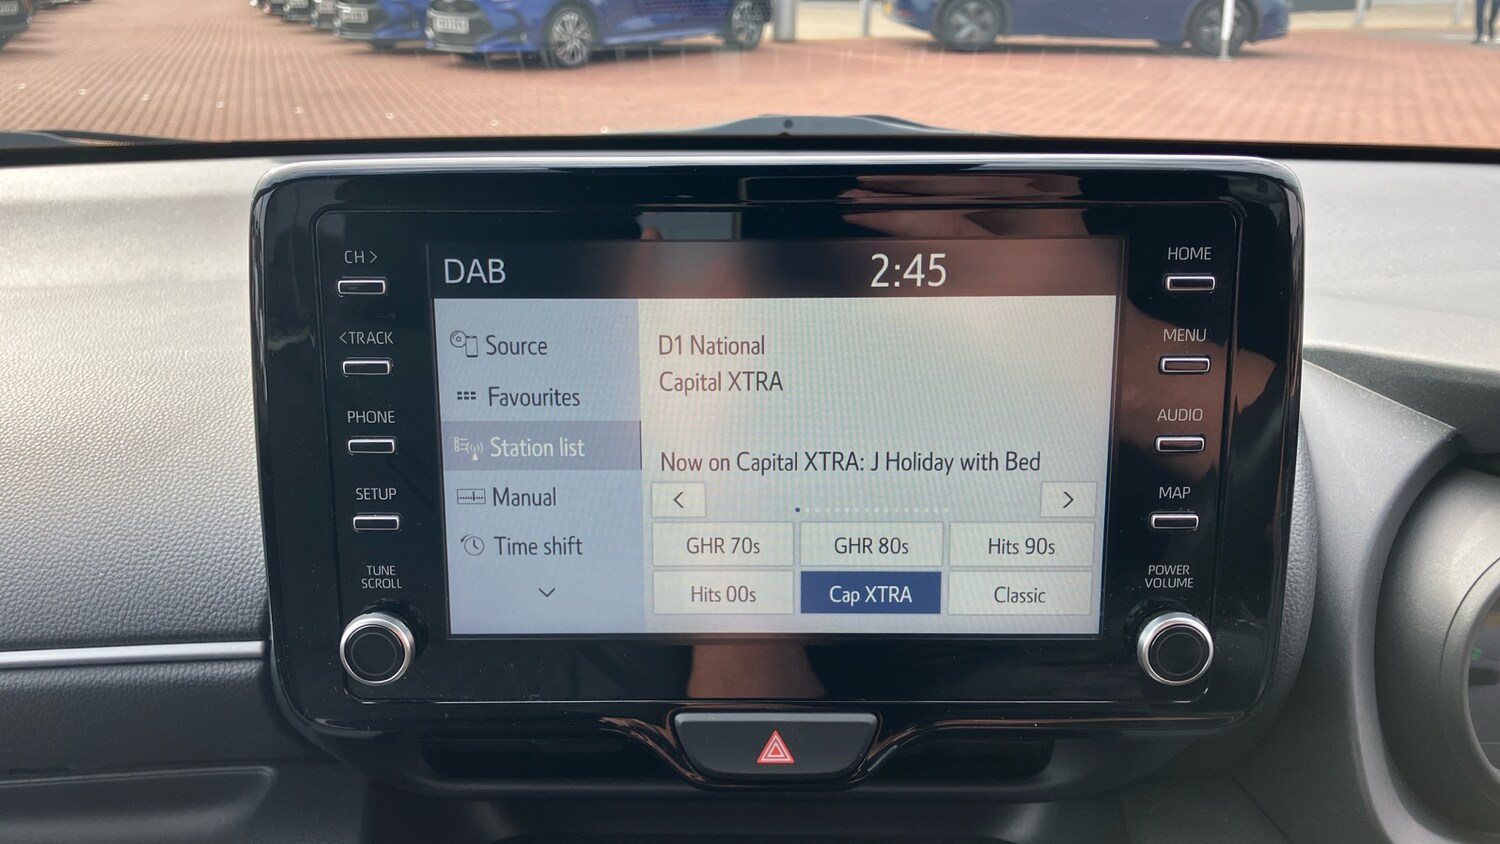 DAB
2:45
CH >
<TRACK
PHONE
SETUP
TUNE
SCROLL
Source
Favourites
Station list
Manual
Time shift
D1 National
Capital XTRA
Now on Capital XTRA: J Holiday with Bed
<
>
GHR 70s
GHR 80s
Hits 90s
Hits 00s
Cap XTRA
Classic
HOME
MENU
AUDIO
MAP
POWER
VOLUME